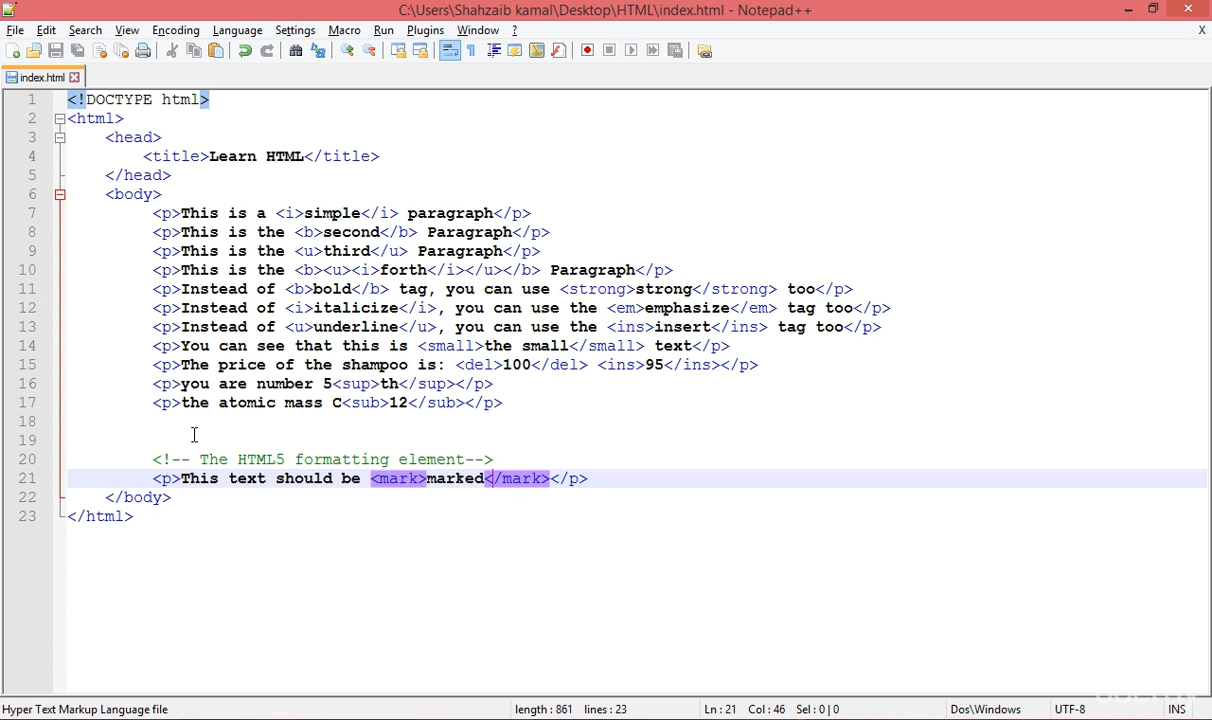 C:\Users\Shahzaib kamal\Desktop\HTML\index.html - Notepad++
File Edit Search View Encoding Language Settings Macro Run Plugins Window ? X
index.html
1 <!DOCTYPE html>
2 <html>
3 <head>
4 <title>Learn HTML</title>
5 </head>
6 <body>
7 <p>This is a <i>simple</i> paragraph</p>
8 <p>This is the <b>second</b> Paragraph</p>
9 <p>This is the <u>third</u> Paragraph</p>
10 <p>This is the <b><u><i>forth</i></u></b> Paragraph</p>
11 <p>Instead of <b>bold</b> tag, you can use <strong>strong</strong> too</p>
12 <p>Instead of <i>italicize</i>, you can use the <em>emphasize</em> tag too</p>
13 <p>Instead of <u>underline</u>, you can use the <ins>insert</ins> tag too</p>
14 <p>You can see that this is <small>the small</small> text</p>
15 <p>The price of the shampoo is: <del>100</del> <ins>95</ins></p>
16 <p>you are number 5<sup>th</sup></p>
17 <p>the atomic mass C<sub>12</sub></p>
18
19
20 <!-- The HTML5 formatting element-->
21 <p>This text should be <mark>marked</mark></p>
22 </body>
23 </html>
Hyper Text Markup Language file length : 861 lines : 23 Ln : 21 Col : 46 Sel : 0 | 0 Dos\Windows UTF-8 INS